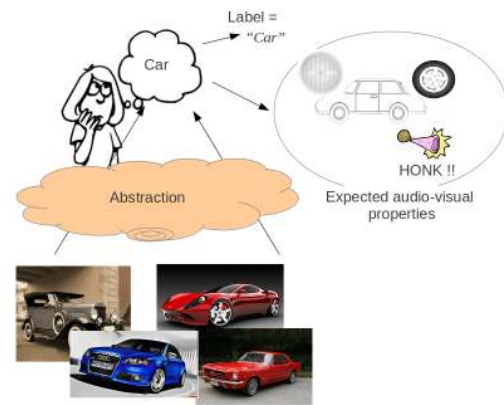 Label =
“Car”
Car
HONK !!
Abstraction
Expected audio-visual
properties